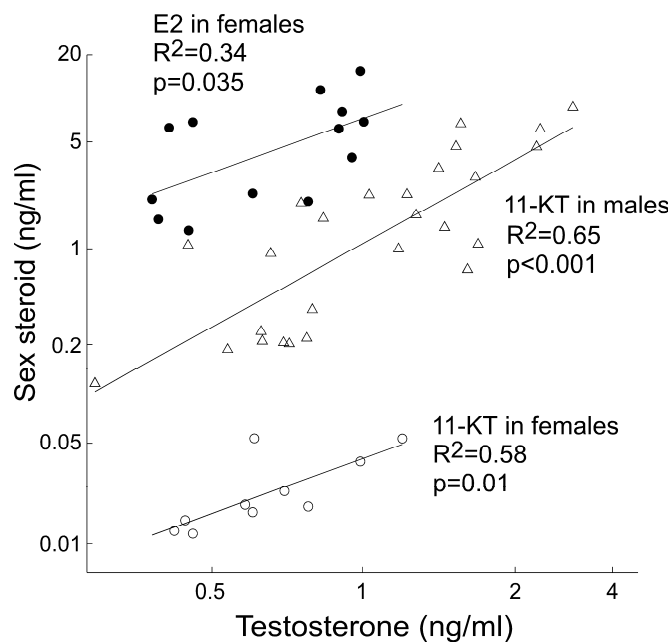 E2 in females
R²=0.34
p=0.035
20
5
1
0.2
0.05
0.01
Sex steroid (ng/ml)
11-KT in males
R²=0.65
p<0.001
11-KT in females
R²=0.58
p=0.01
0.5
1
2
4
Testosterone (ng/ml)